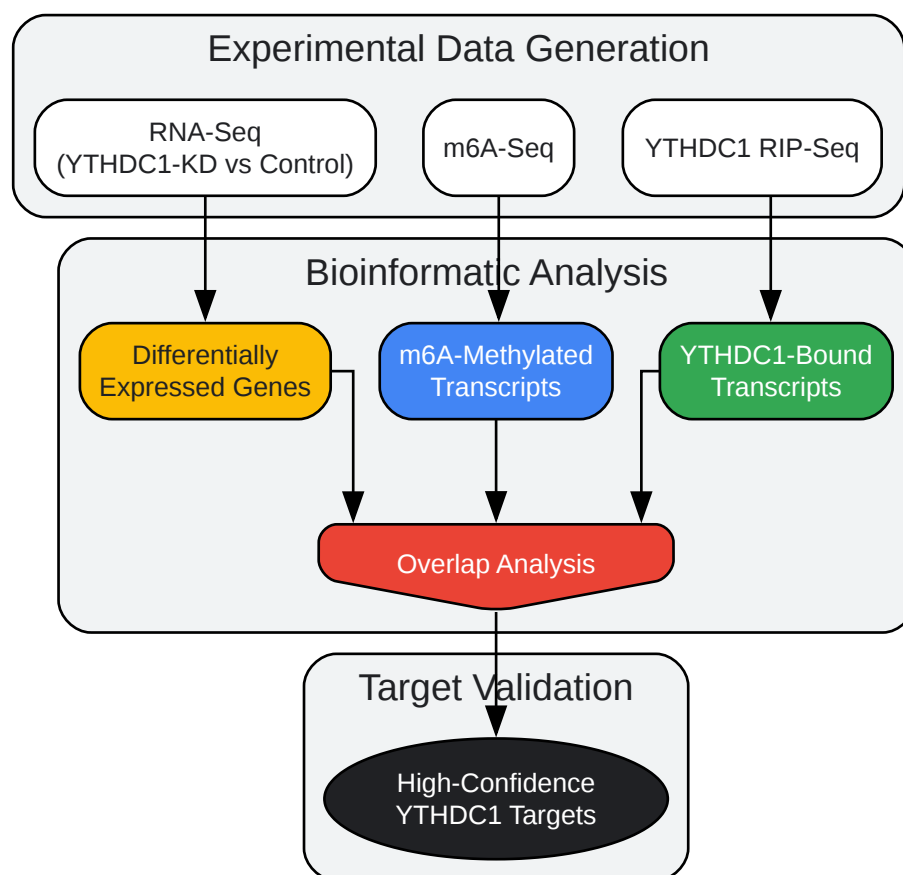 Experimental Data Generation
RNA-Seq
(YTHDC1-KD vs Control)
m6A-Seq
YTHDC1 RIP-Seq
Bioinformatic Analysis
Differentially
Expressed Genes
m6A-Methylated
Transcripts
YTHDC1-Bound
Transcripts
Overlap Analysis
Target Validation
High-Confidence
YTHDC1 Targets